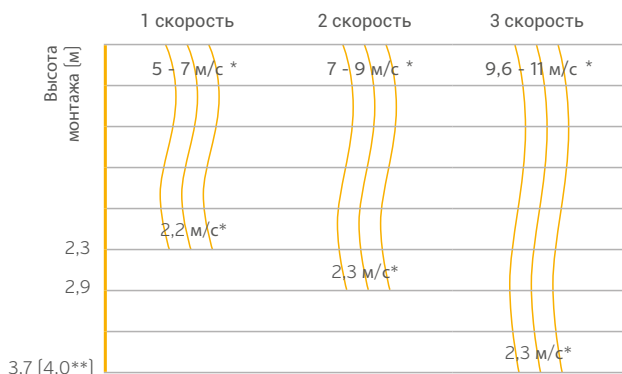 1 скорость 2 скорость 3 скорость
Высота
монтажа [м]
5 - 7 м/с * 7 - 9 м/с * 9,6 - 11 м/с *
2,2 м/с*
2,3
2,3 м/с*
2,9
2,3 м/с*
3,7 [4,0**]